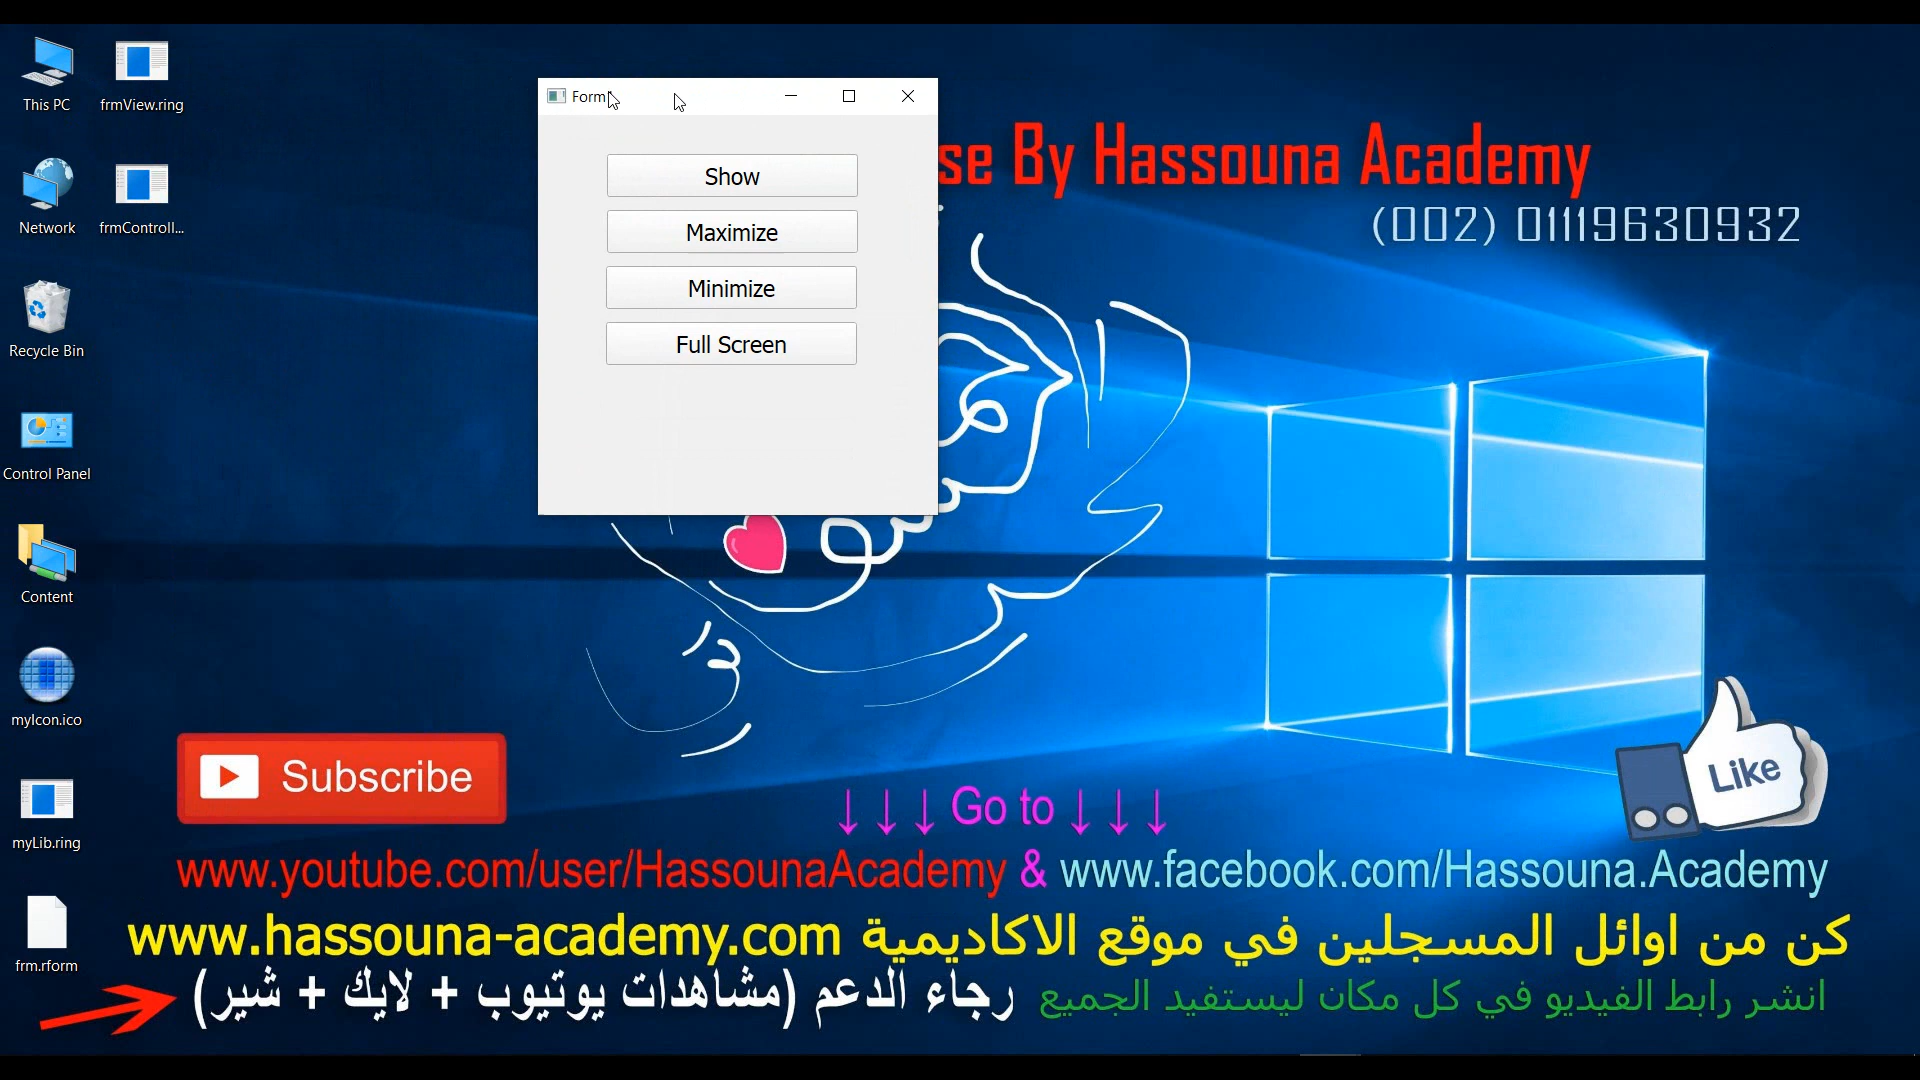 This PC
frmView.ring
Network
frmControll...
Recycle Bin
Control Panel
Content
myIcon.ico
myLib.ring
frm.rform
Form
Show
Maximize
Minimize
Full Screen
se By Hassouna Academy
(002) 01119630932
Subscribe
Like
↓ ↓ ↓ Go to ↓ ↓ ↓
www.youtube.com/user/HassounaAcademy & www.facebook.com/Hassouna.Academy
كن من اوائل المسجلين في موقع الاكاديمية www.hassouna-academy.com
انشر رابط الفيديو في كل مكان ليستفيد الجميع رجاء الدعم (مشاهدات يوتيوب + لايك + شير)